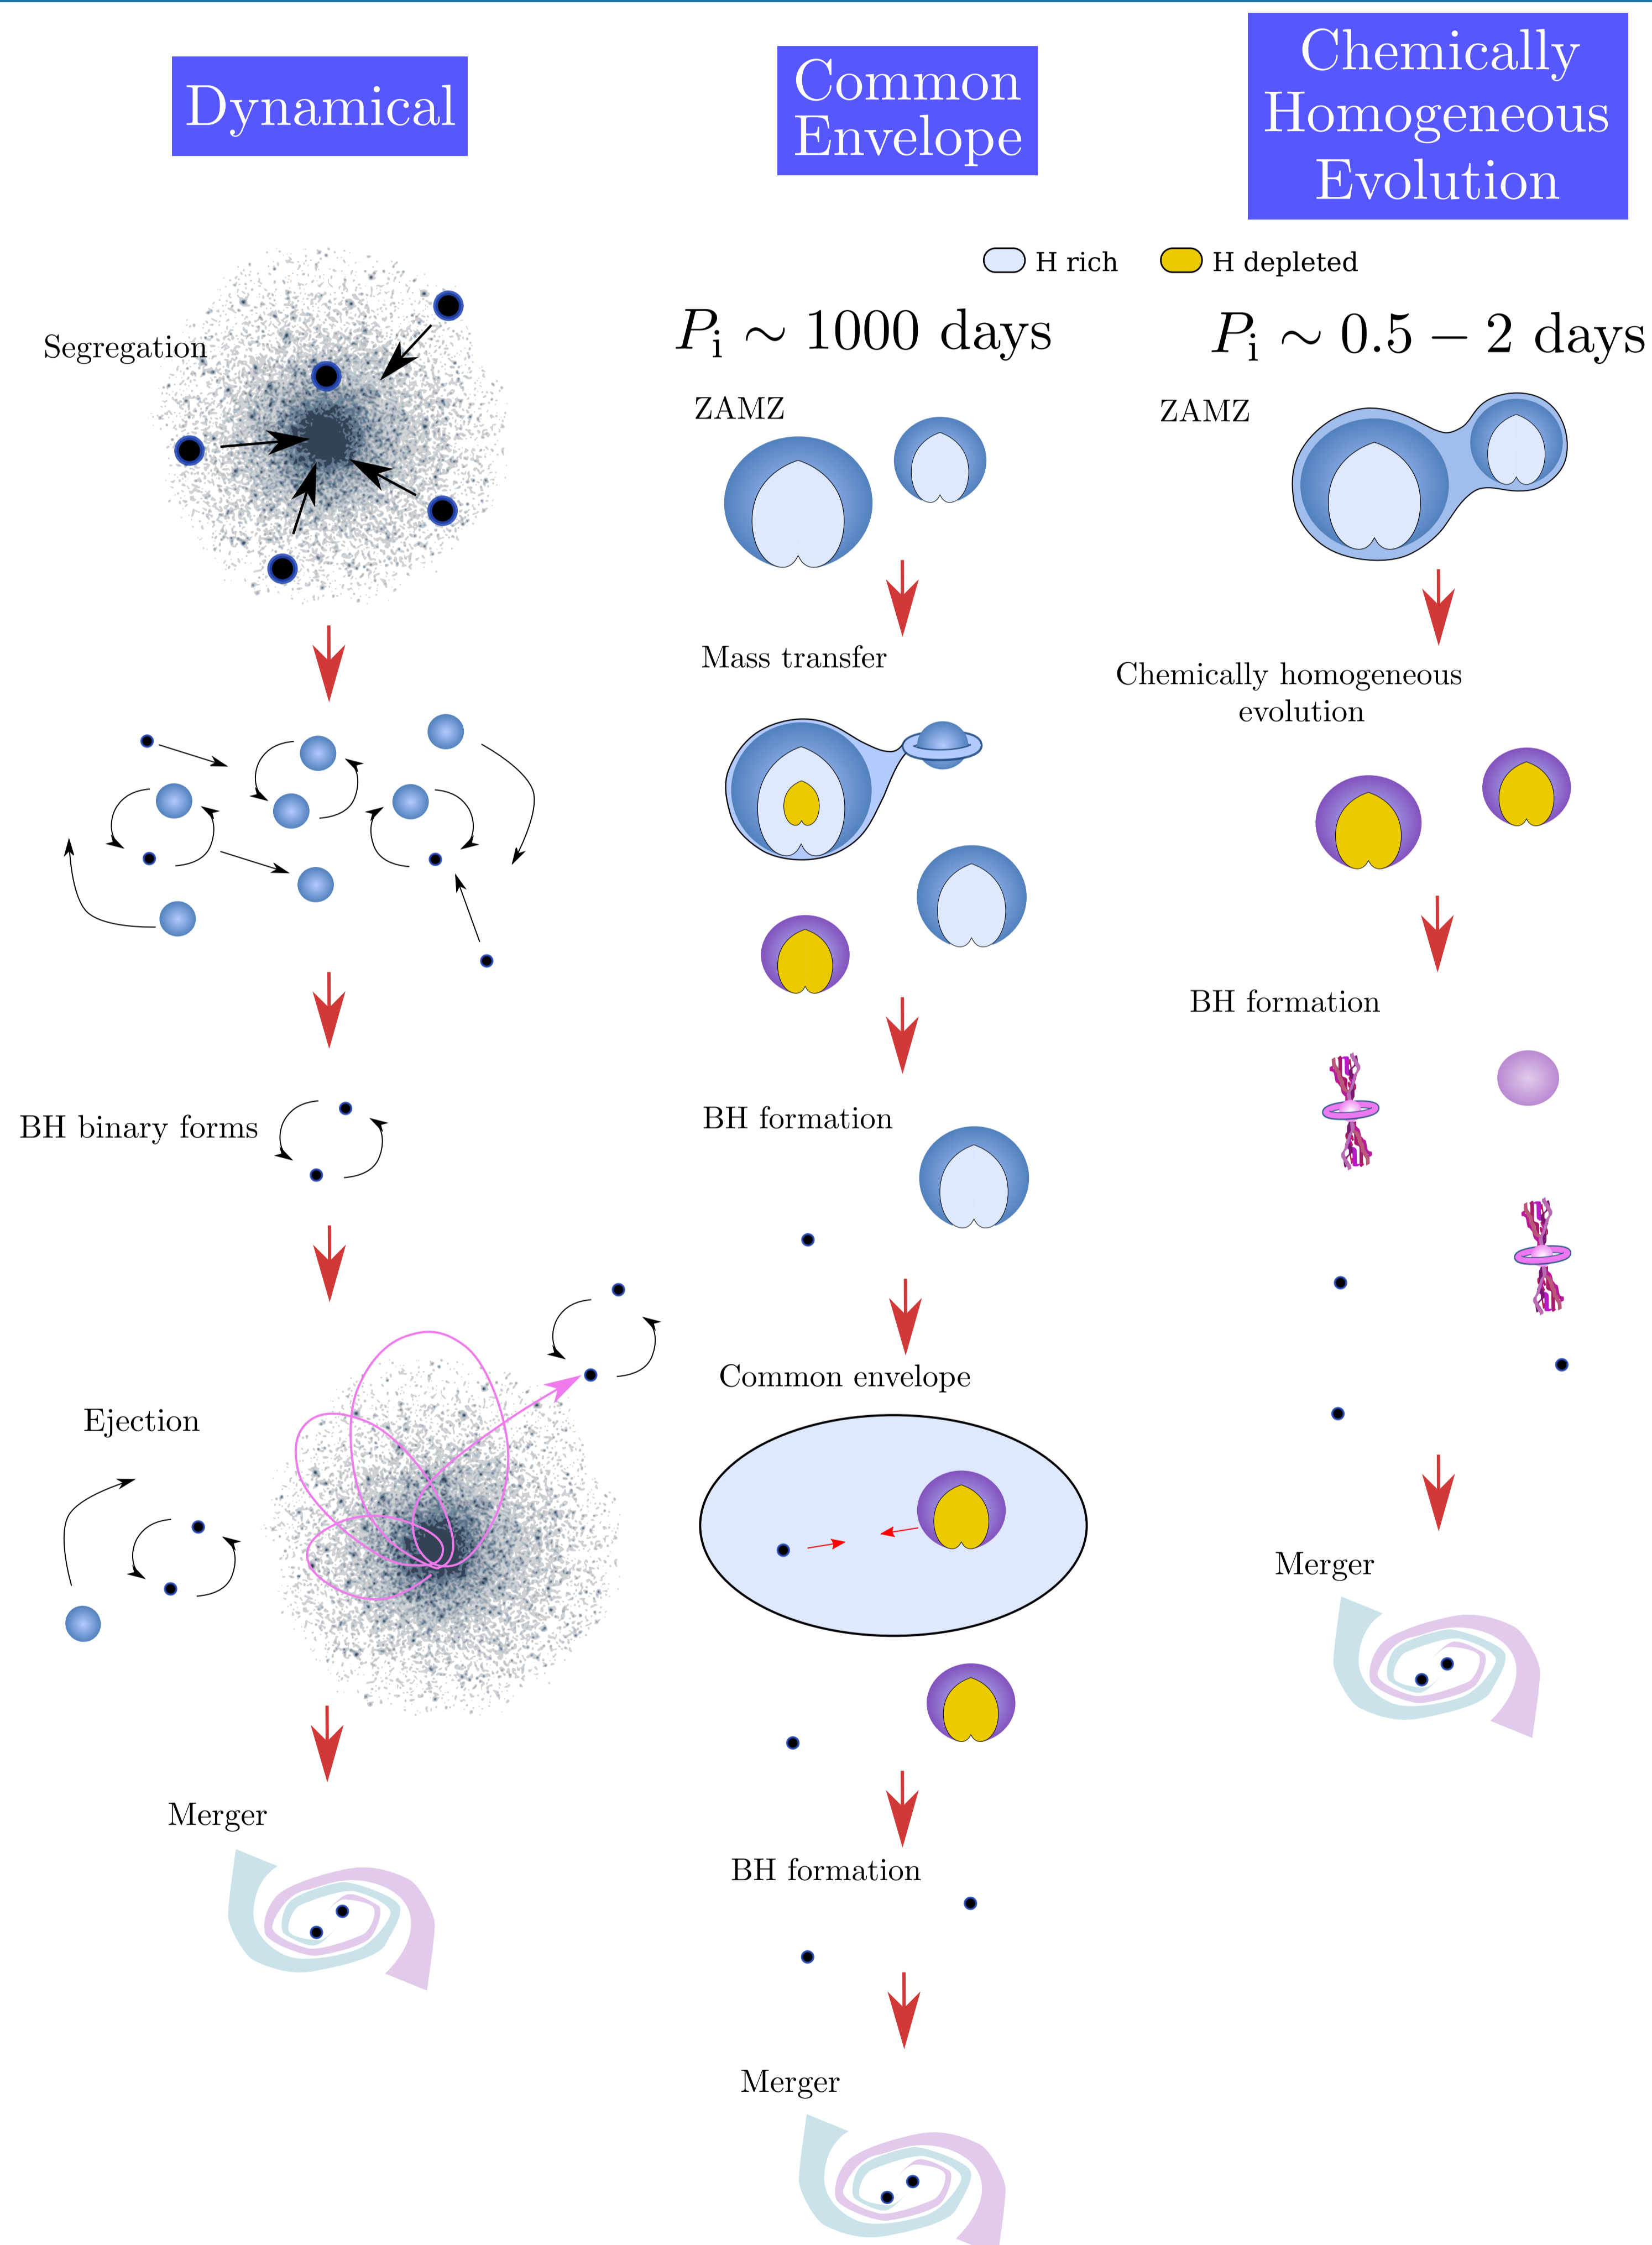 Dynamical
Segregation
BH binary forms
Ejection
Merger
Common
Envelope
H rich
H depleted
P_i ∼ 1000 days
ZAMZ
Mass transfer
BH formation
Common envelope
BH formation
Merger
Chemically
Homogeneous
Evolution
P_i ∼ 0.5 − 2 days
ZAMZ
Chemically homogeneous
evolution
BH formation
Merger